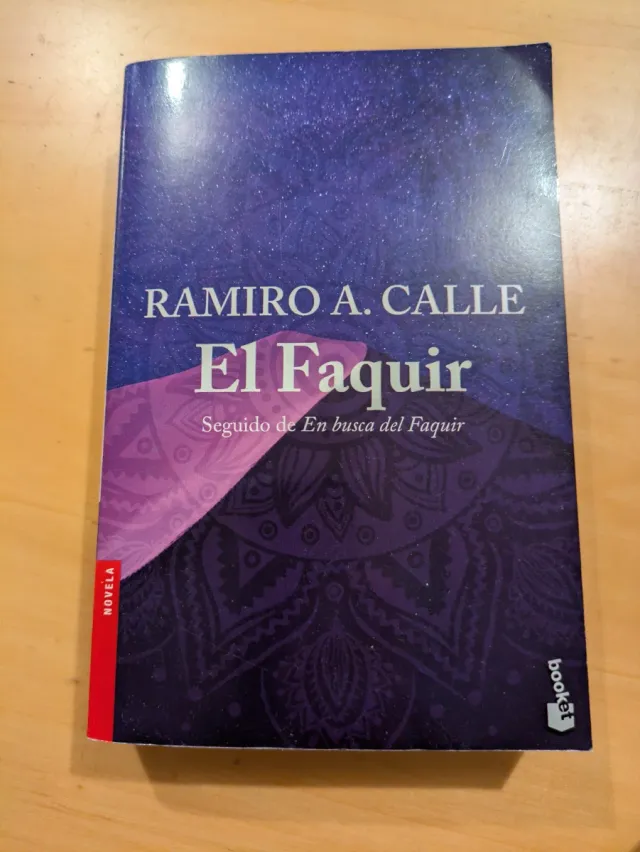 RAMIRO A. CALLE
El Faquir
Seguido de En busca del Faquir
NOVELA
booket